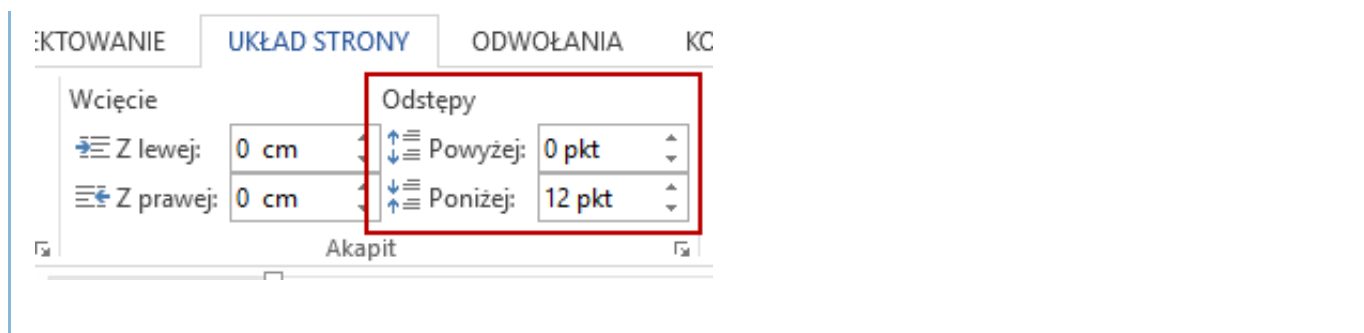 EKTOWANIE UKŁAD STRONY ODWOŁANIA KO
Wcięcie Odstępy
Z lewej: 0 cm Powyżej: 0 pkt
Z prawej: 0 cm Poniżej: 12 pkt
Akapit